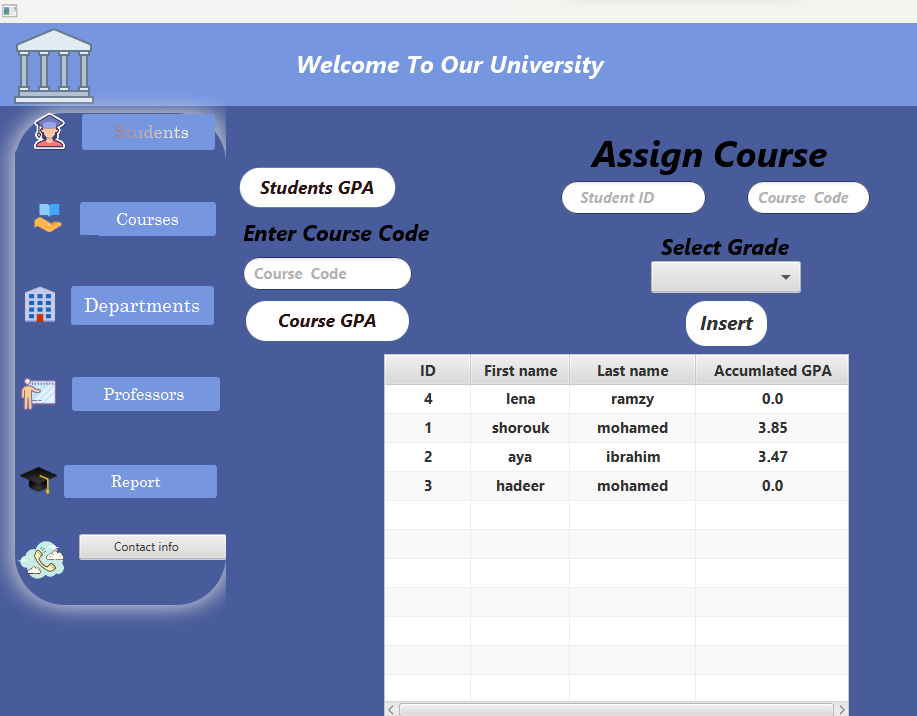 Welcome To Our University
Students
Courses
Departments
Professors
Report
Contact info
Students GPA
Enter Course Code
Course Code
Course GPA
Assign Course
Student ID Course Code
Select Grade
Insert
ID First name Last name Accumlated GPA
4 lena ramzy 0.0
1 shorouk mohamed 3.85
2 aya ibrahim 3.47
3 hadeer mohamed 0.0